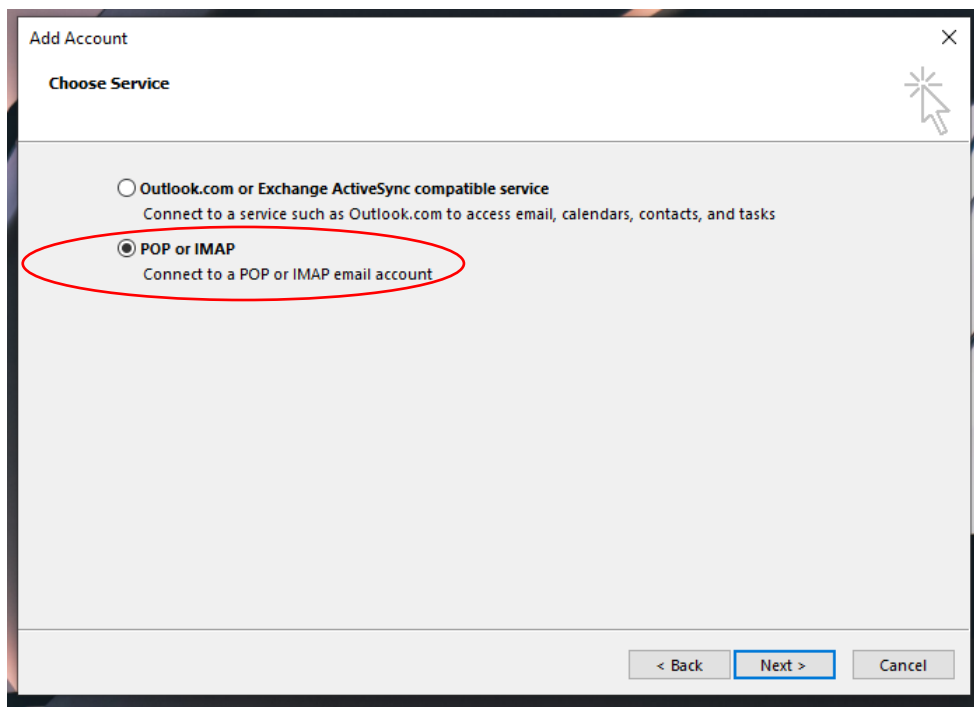 Add Account
Choose Service
Outlook.com or Exchange ActiveSync compatible service
Connect to a service such as Outlook.com to access email, calendars, contacts, and tasks
POP or IMAP
Connect to a POP or IMAP email account
< Back Next > Cancel